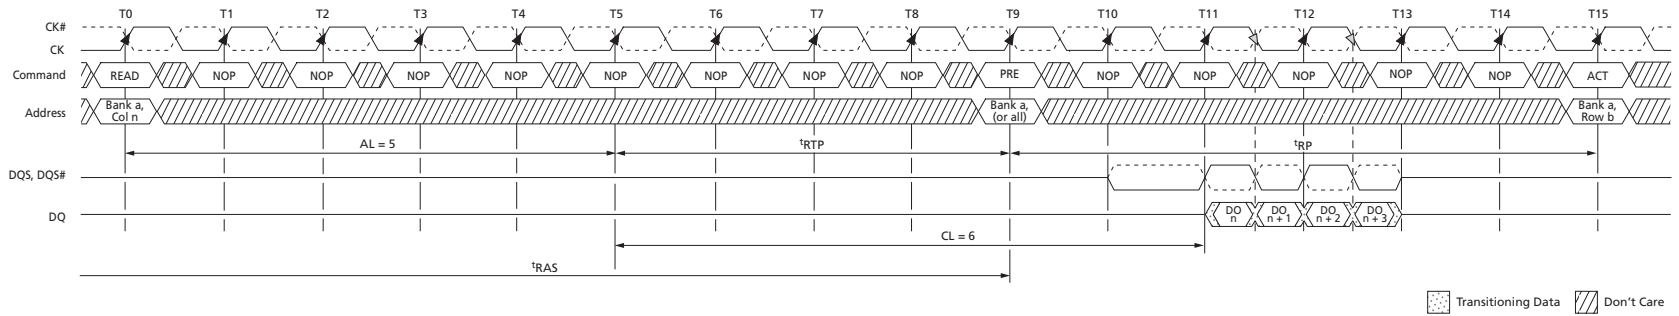 T0 T1 T2 T3 T4 T5 T6 T7 T8 T9 T10 T11 T12 T13 T14 T15
CK#
CK
Command READ NOP NOP NOP NOP NOP NOP NOP NOP PRE NOP NOP NOP NOP NOP ACT
Address Bank a, Col n Bank a, (or all) Bank a, Row b
AL = 5 tRTP tRP
DQS, DQS#
DQ DO n DO n + 1 DO n + 2 DO n + 3
CL = 6
tRAS
Transitioning Data Don't Care